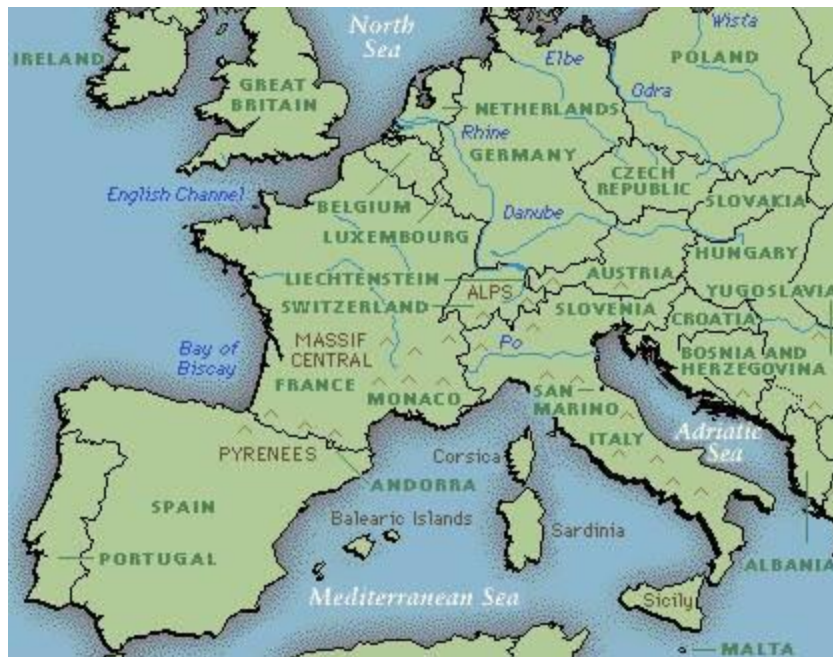 North
Sea
Wisla
IRELAND
GREAT
BRITAIN
Elbe
POLAND
Odra
NETHERLANDS
Rhine
GERMANY
CZECH
REPUBLIC
English Channel
BELGIUM
SLOVAKIA
Danube
LUXEMBOURG
HUNGARY
LIECHTENSTEIN
AUSTRIA
ALPS
YUGOSLAVIA
SWITZERLAND
SLOVENIA
CROATIA
MASSIF
CENTRAL
Po
Bay of
Biscay
BOSNIA AND
HERZEGOVINA
FRANCE
MONACO
SAN
MARINO
Adriatic
Sea
ITALY
PYRENEES
Corsica
ANDORRA
SPAIN
Balearic Islands
Sardinia
PORTUGAL
ALBANIA
Mediterranean Sea
Sicily
MALTA